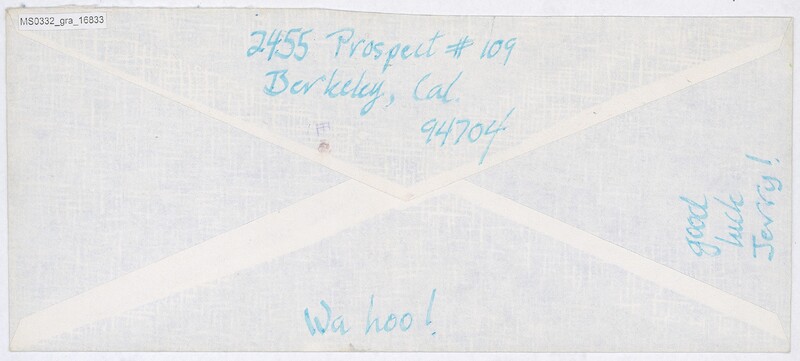 MS0332_gra_16833
2455 Prospect # 109
Berkeley, Cal.
94704
good
luck
Jerry!
Wa hoo!